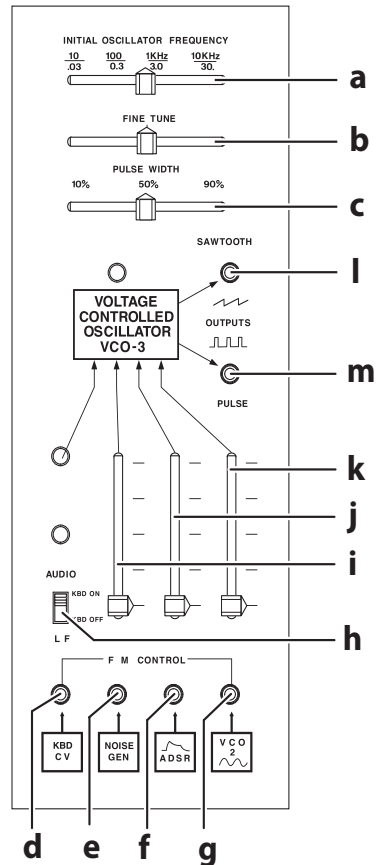 INITIAL OSCILLATOR FREQUENCY
10 100 1KHz 10KHz
.03 0.3 3.0 30.
a
FINE TUNE
b
PULSE WIDTH
10% 50% 90%
c
SAWTOOTH
l
VOLTAGE
CONTROLLED
OSCILLATOR
VCO-3
OUTPUTS
m
PULSE
k
j
i
AUDIO
KBD ON
KBD OFF
LF
h
FM CONTROL
KBD
CV
NOISE
GEN
ADSR
VCO
2
d e f g